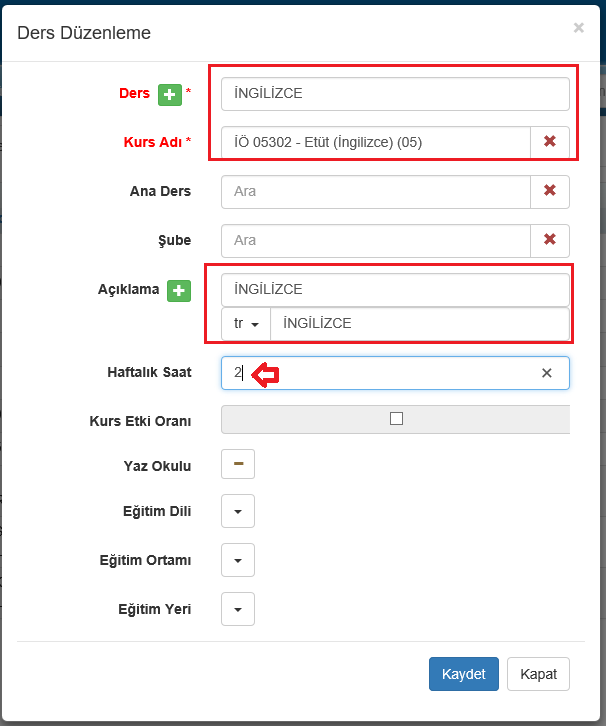 Ders Düzenleme ×
Ders + * İNGİLİZCE
Kurs Adı * İÖ 05302 - Etüt (İngilizce) (05)
Ana Ders Ara
Şube Ara
Açıklama + İNGİLİZCE
tr İNGİLİZCE
Haftalık Saat 2 ×
Kurs Etki Oranı
Yaz Okulu
Eğitim Dili
Eğitim Ortamı
Eğitim Yeri
Kaydet Kapat